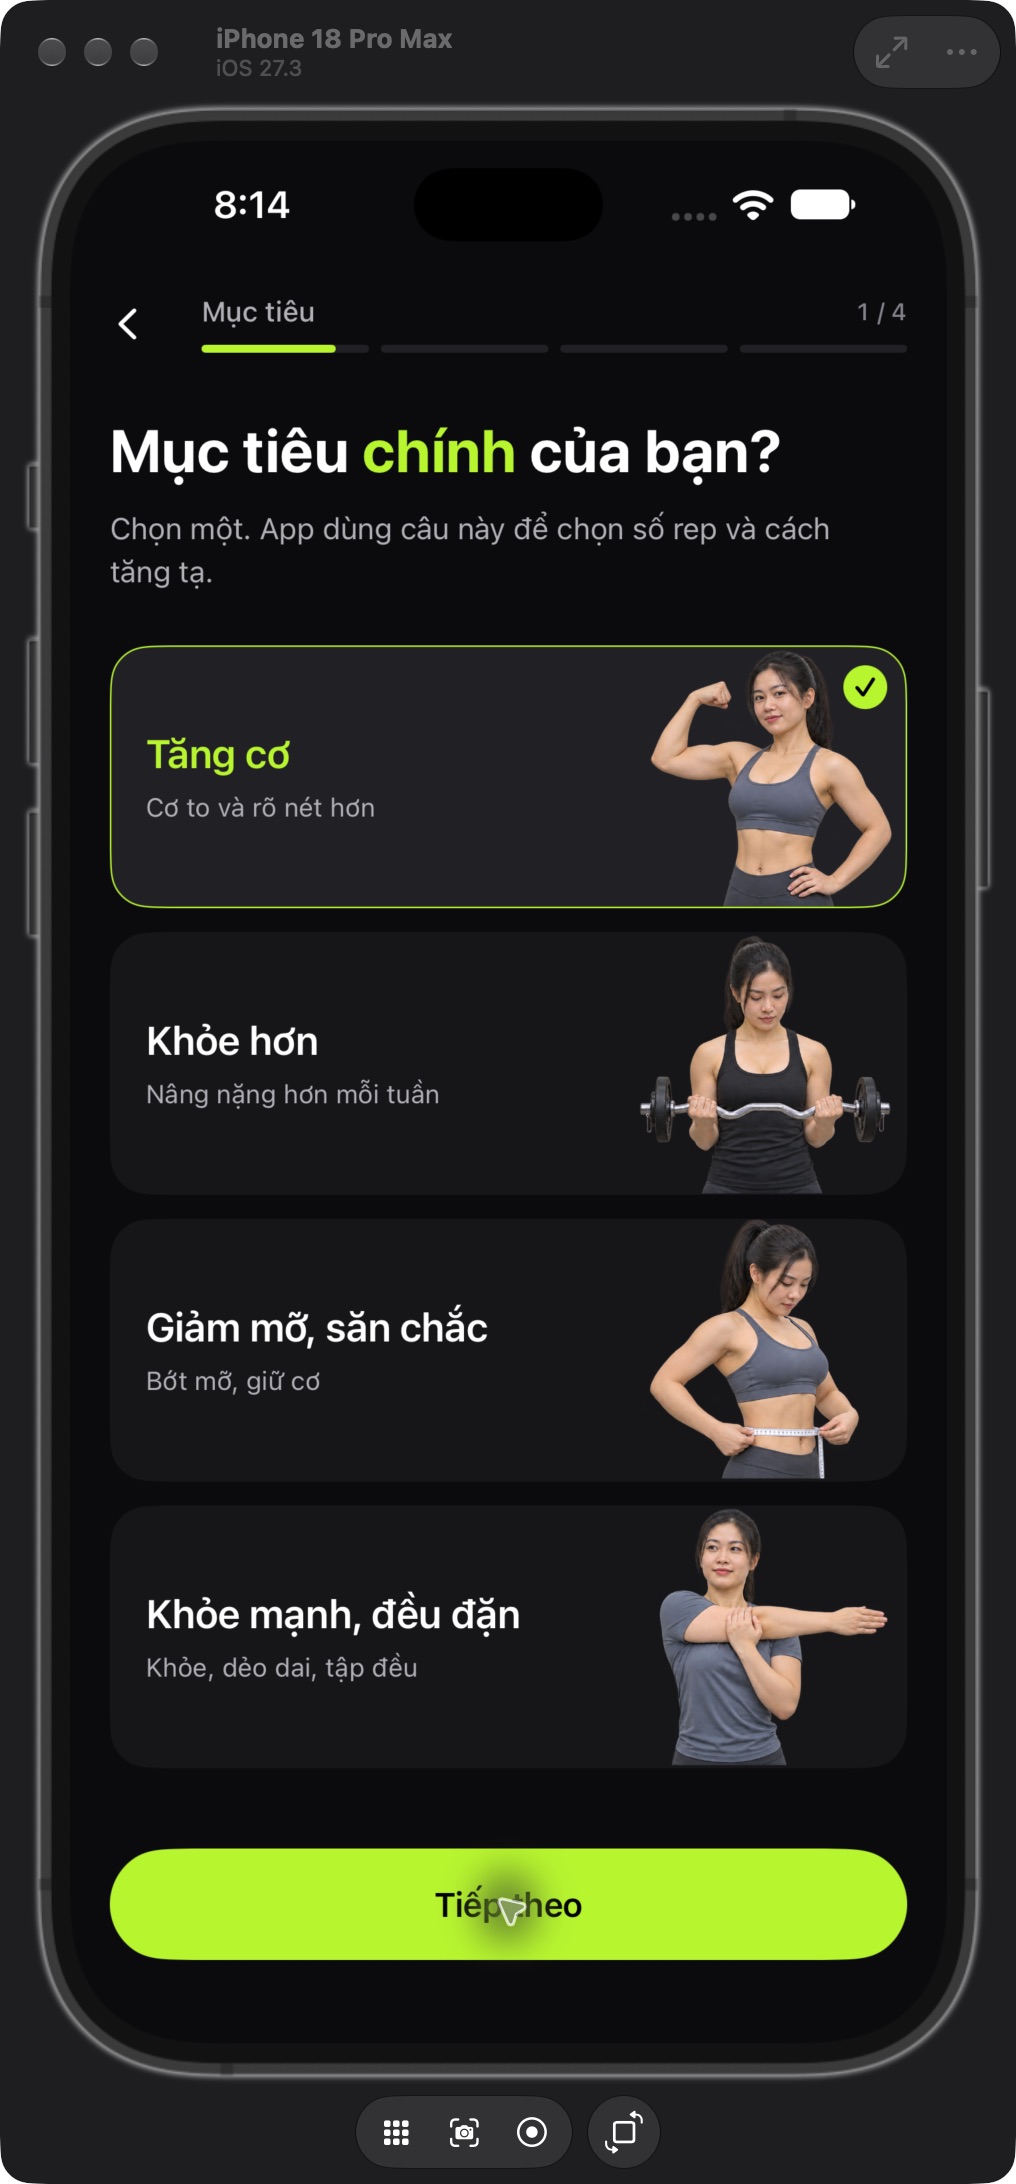 iPhone 18 Pro Max
iOS 27.3
8:14
Mục tiêu
1 / 4
Mục tiêu chính của bạn?
Chọn một. App dùng câu này để chọn số rep và cách
tăng tạ.
Tăng cơ
Cơ to và rõ nét hơn
Khỏe hơn
Nâng nặng hơn mỗi tuần
Giảm mỡ, săn chắc
Bớt mỡ, giữ cơ
Khỏe mạnh, đều đặn
Khỏe, dẻo dai, tập đều
Tiếp theo